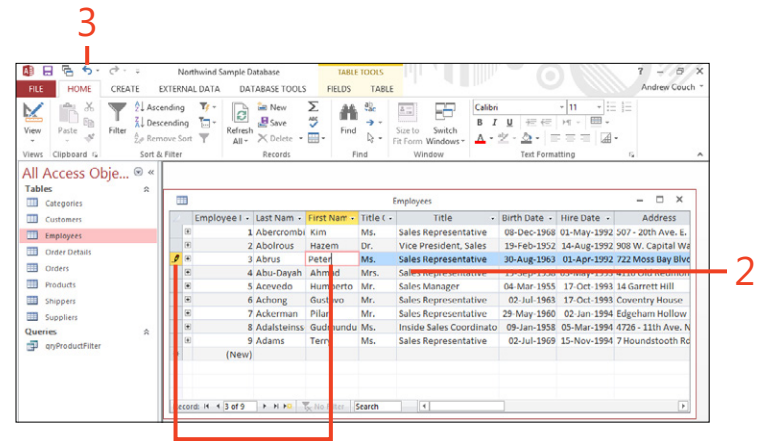 3
Northwind Sample Database TABLE TOOLS ? Andrew Couch
FILE HOME CREATE EXTERNAL DATA DATABASE TOOLS FIELDS TABLE
View Paste Filter Ascending Descending Remove Sort Refresh All New Save Delete Find Size to Fit Form Switch Windows Calibri 11
B I U A
Views Clipboard Sort & Filter Records Find Window Text Formatting
All Access Obje... «
Tables
Categories
Customers
Employees
Order Details
Orders
Products
Shippers
Suppliers
Queries
qryProductFilter
Employees
Employee I Last Nam First Nam Title ( Title Birth Date Hire Date Address
1 Abercrombi Kim Ms. Sales Representative 08-Dec-1968 01-May-1992 507 - 20th Ave. E.
2 Abolrous Hazem Dr. Vice President, Sales 19-Feb-1952 14-Aug-1992 908 W. Capital Wa
3 Abrus Peter Ms. Sales Representative 30-Aug-1963 01-Apr-1992 722 Moss Bay Blvd
4 Abu-Dayah Ahmad Mrs. Sales Representative
5 Acevedo Humberto Mr. Sales Manager 04-Mar-1955 17-Oct-1993 14 Garrett Hill
6 Achong Gustavo Mr. Sales Representative 02-Jul-1963 17-Oct-1993 Coventry House
7 Ackerman Pilar Mr. Sales Representative 29-May-1960 02-Jan-1994 Edgeham Hollow
8 Adalsteinss Gudmundu Ms. Inside Sales Coordinato 09-Jan-1958 05-Mar-1994 4726 - 11th Ave. N
9 Adams Terry Ms. Sales Representative 02-Jul-1969 15-Nov-1994 7 Houndstooth Rd
(New)
2
Record: 3 of 9 No Filter Search